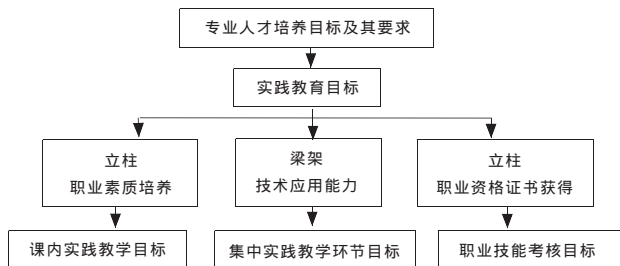 专业人才培养目标及其要求
实践教育目标
立柱
职业素质培养
梁架
技术应用能力
立柱
职业资格证书获得
课内实践教学目标
集中实践教学环节目标
职业技能考核目标